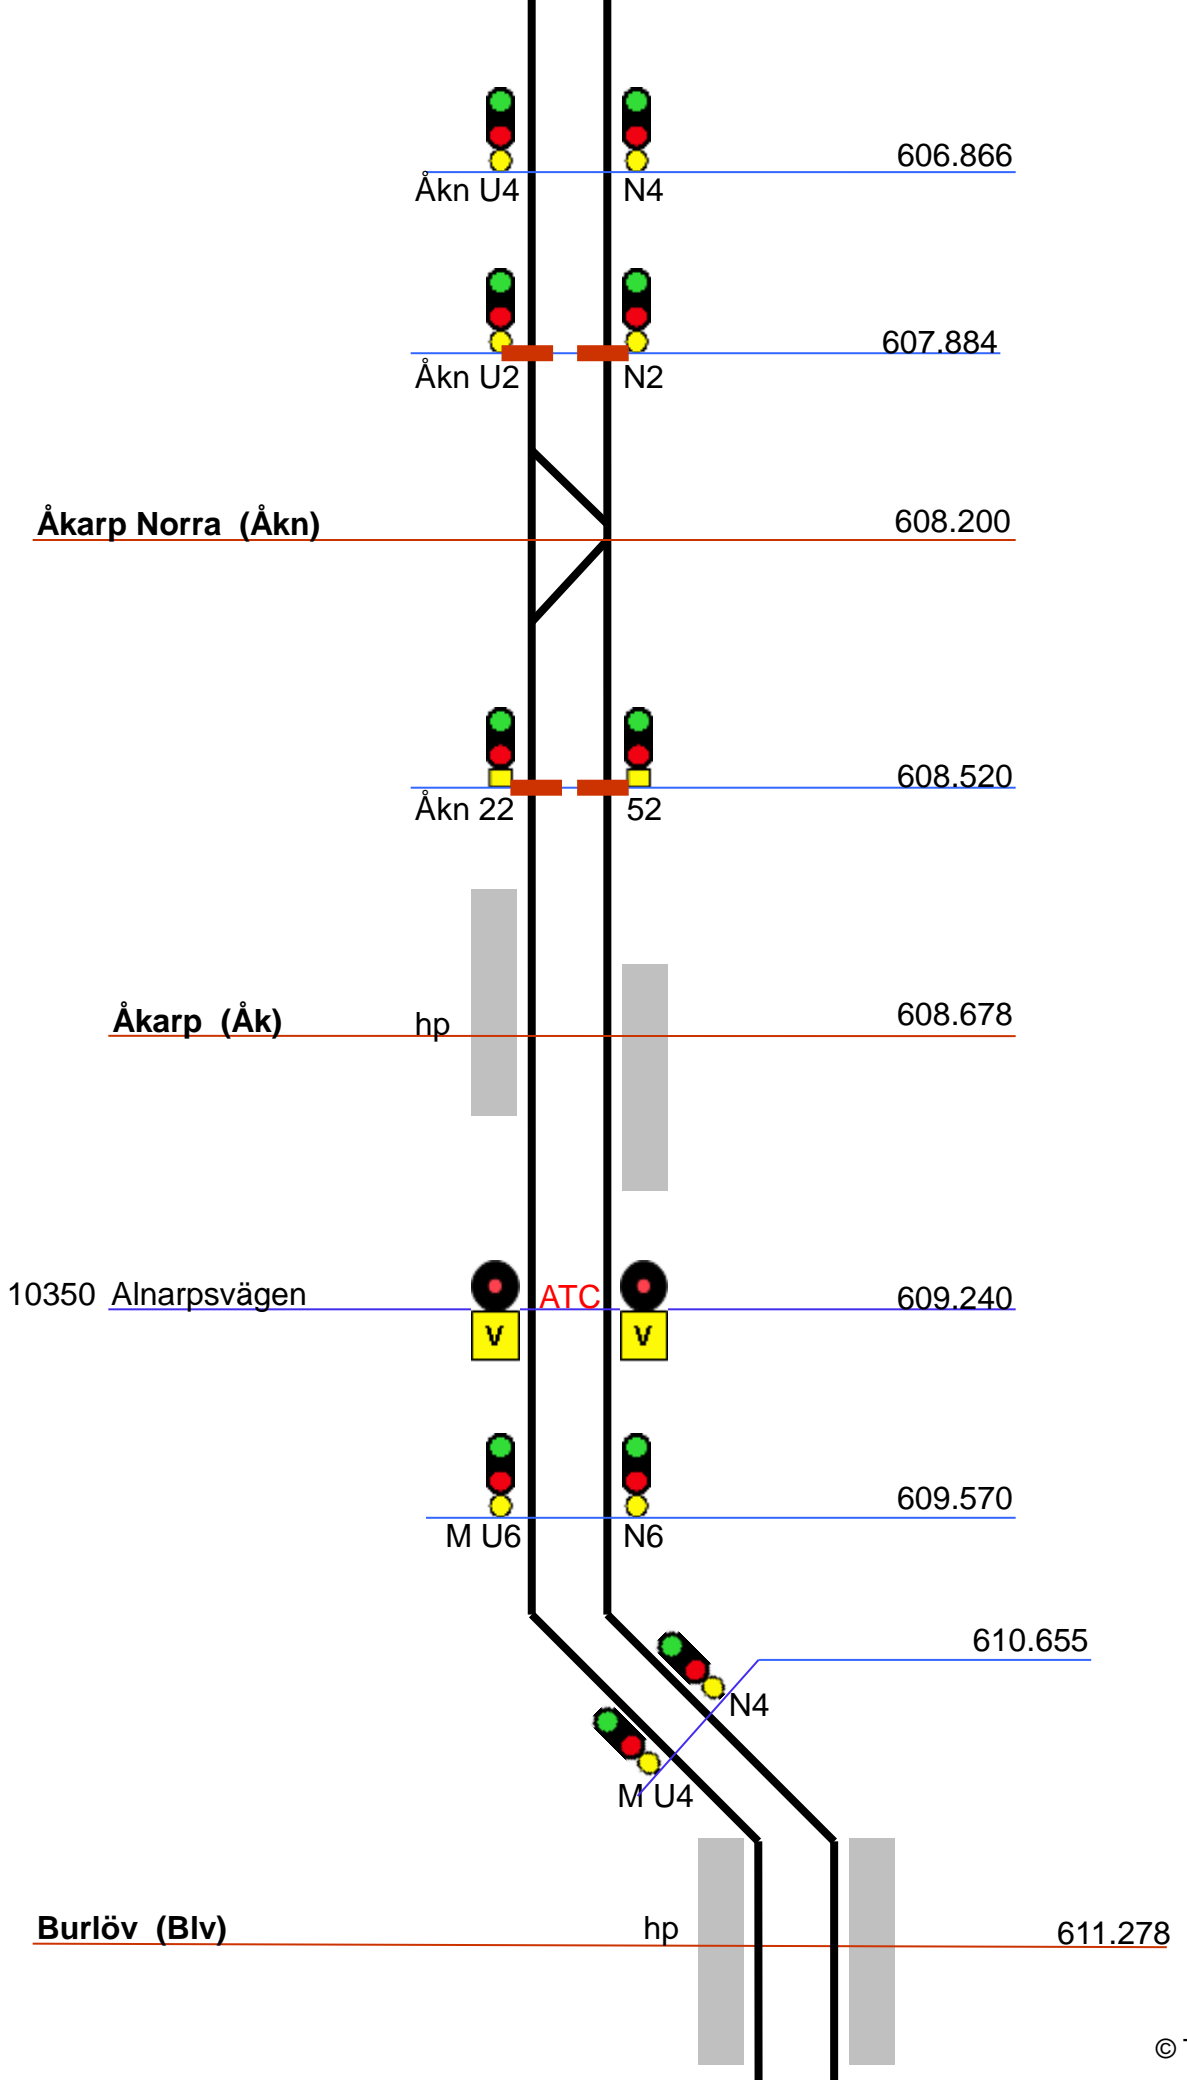 606.866
Åkn U4 N4
607.884
Åkn U2 N2
Åkarp Norra (Åkn) 608.200
608.520
Åkn 22 52
Åkarp (Åk) hp 608.678
10350 Alnarpsvägen ATC 609.240
V V
609.570
M U6 N6
610.655
N4
M U4
Burlöv (Blv) hp 611.278
©